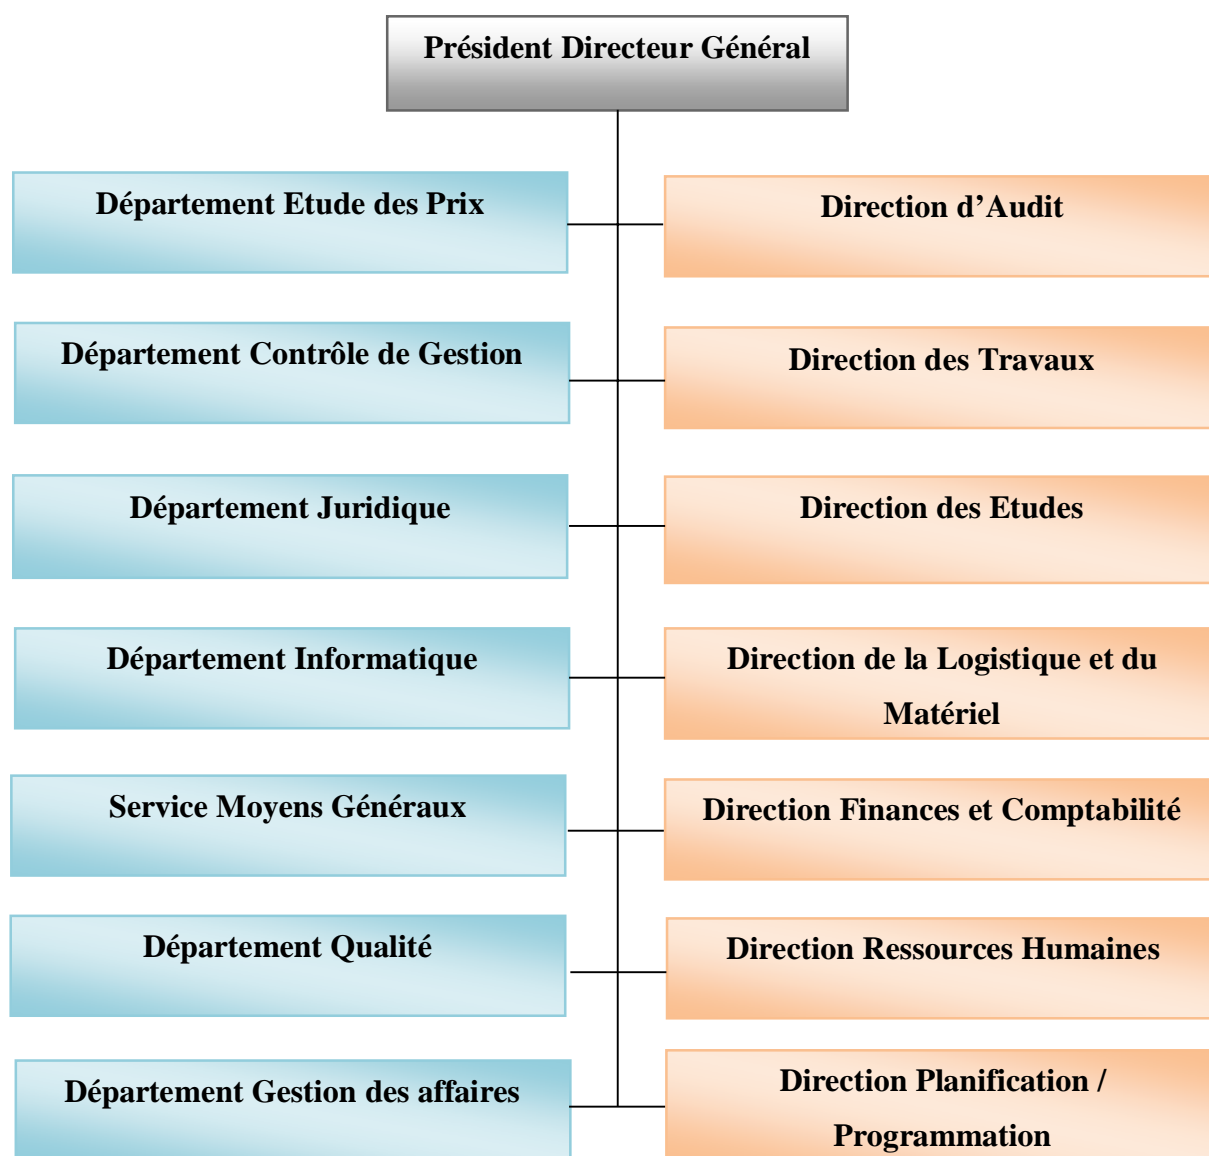 Président Directeur Général
Département Etude des Prix
Direction d’Audit
Département Contrôle de Gestion
Direction des Travaux
Département Juridique
Direction des Etudes
Département Informatique
Direction de la Logistique et du
Matériel
Service Moyens Généraux
Direction Finances et Comptabilité
Département Qualité
Direction Ressources Humaines
Département Gestion des affaires
Direction Planification /
Programmation